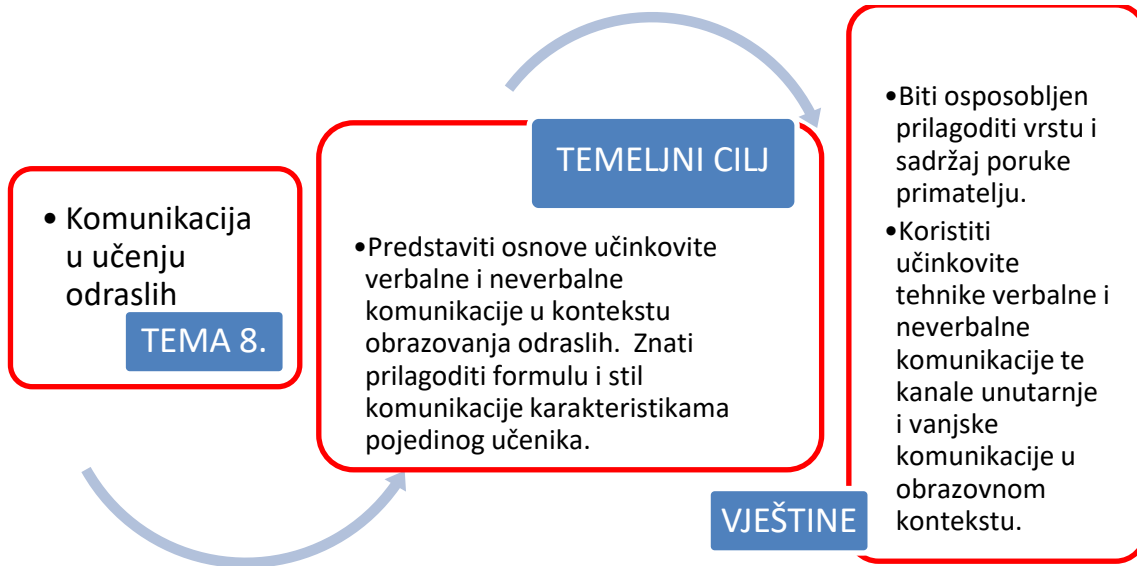 • Komunikacija
u učenju
odraslih
TEMA 8.
TEMELJNI CILJ
•Predstaviti osnove učinkovite
verbalne i neverbalne
komunikacije u kontekstu
obrazovanja odraslih.  Znati
prilagoditi formulu i stil
komunikacije karakteristikama
pojedinog učenika.
•Biti osposobljen
prilagoditi vrstu i
sadržaj poruke
primatelju.
•Koristiti
učinkovite
tehnike verbalne i
neverbalne
komunikacije te
kanale unutarnje
i vanjske
komunikacije u
obrazovnom
kontekstu.
VJEŠTINE